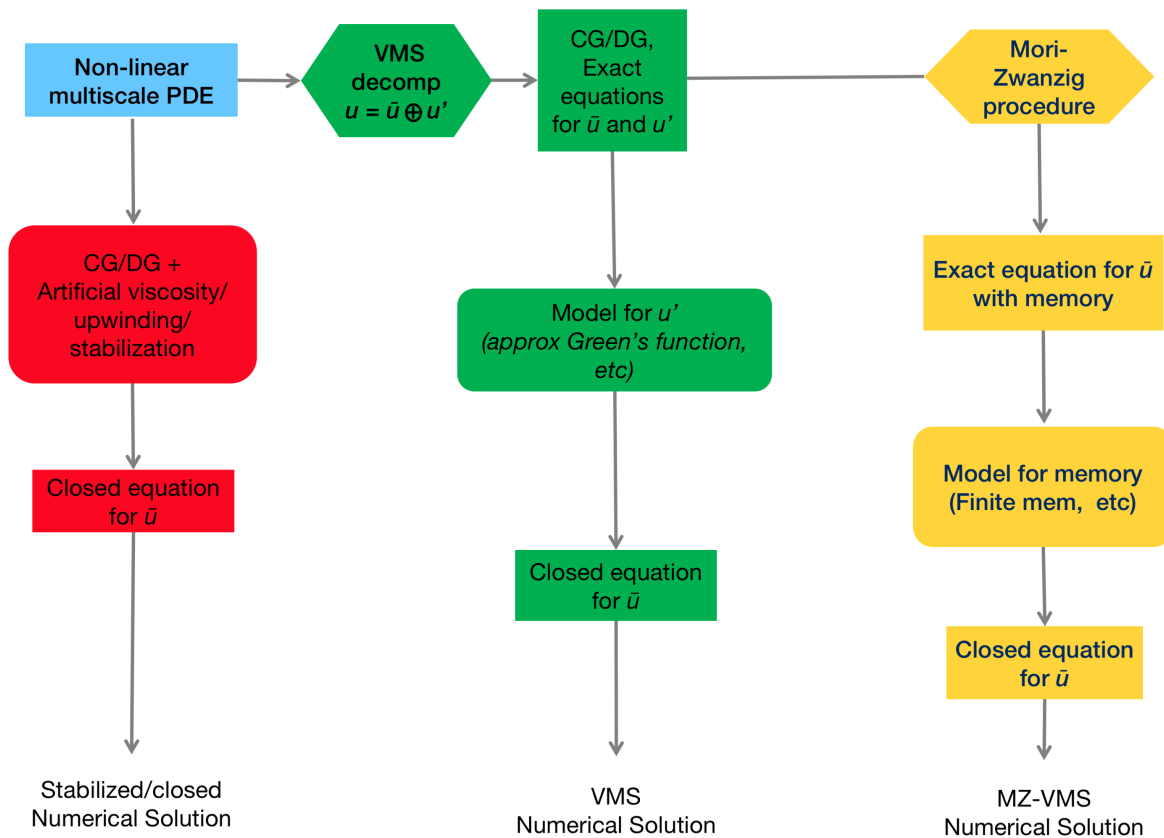 Non-linear
multiscale PDE
VMS
decomp
u = ū ⊕ u’
CG/DG,
Exact
equations
for ū and u’
Mori-
Zwanzig
procedure
CG/DG +
Artificial viscosity/
upwinding/
stabilization
Model for u’
(approx Green’s function,
etc)
Exact equation for ū
with memory
Closed equation
for ū
Model for memory
(Finite mem, etc)
Closed equation
for ū
Closed equation
for ū
Stabilized/closed
Numerical Solution
VMS
Numerical Solution
MZ-VMS
Numerical Solution